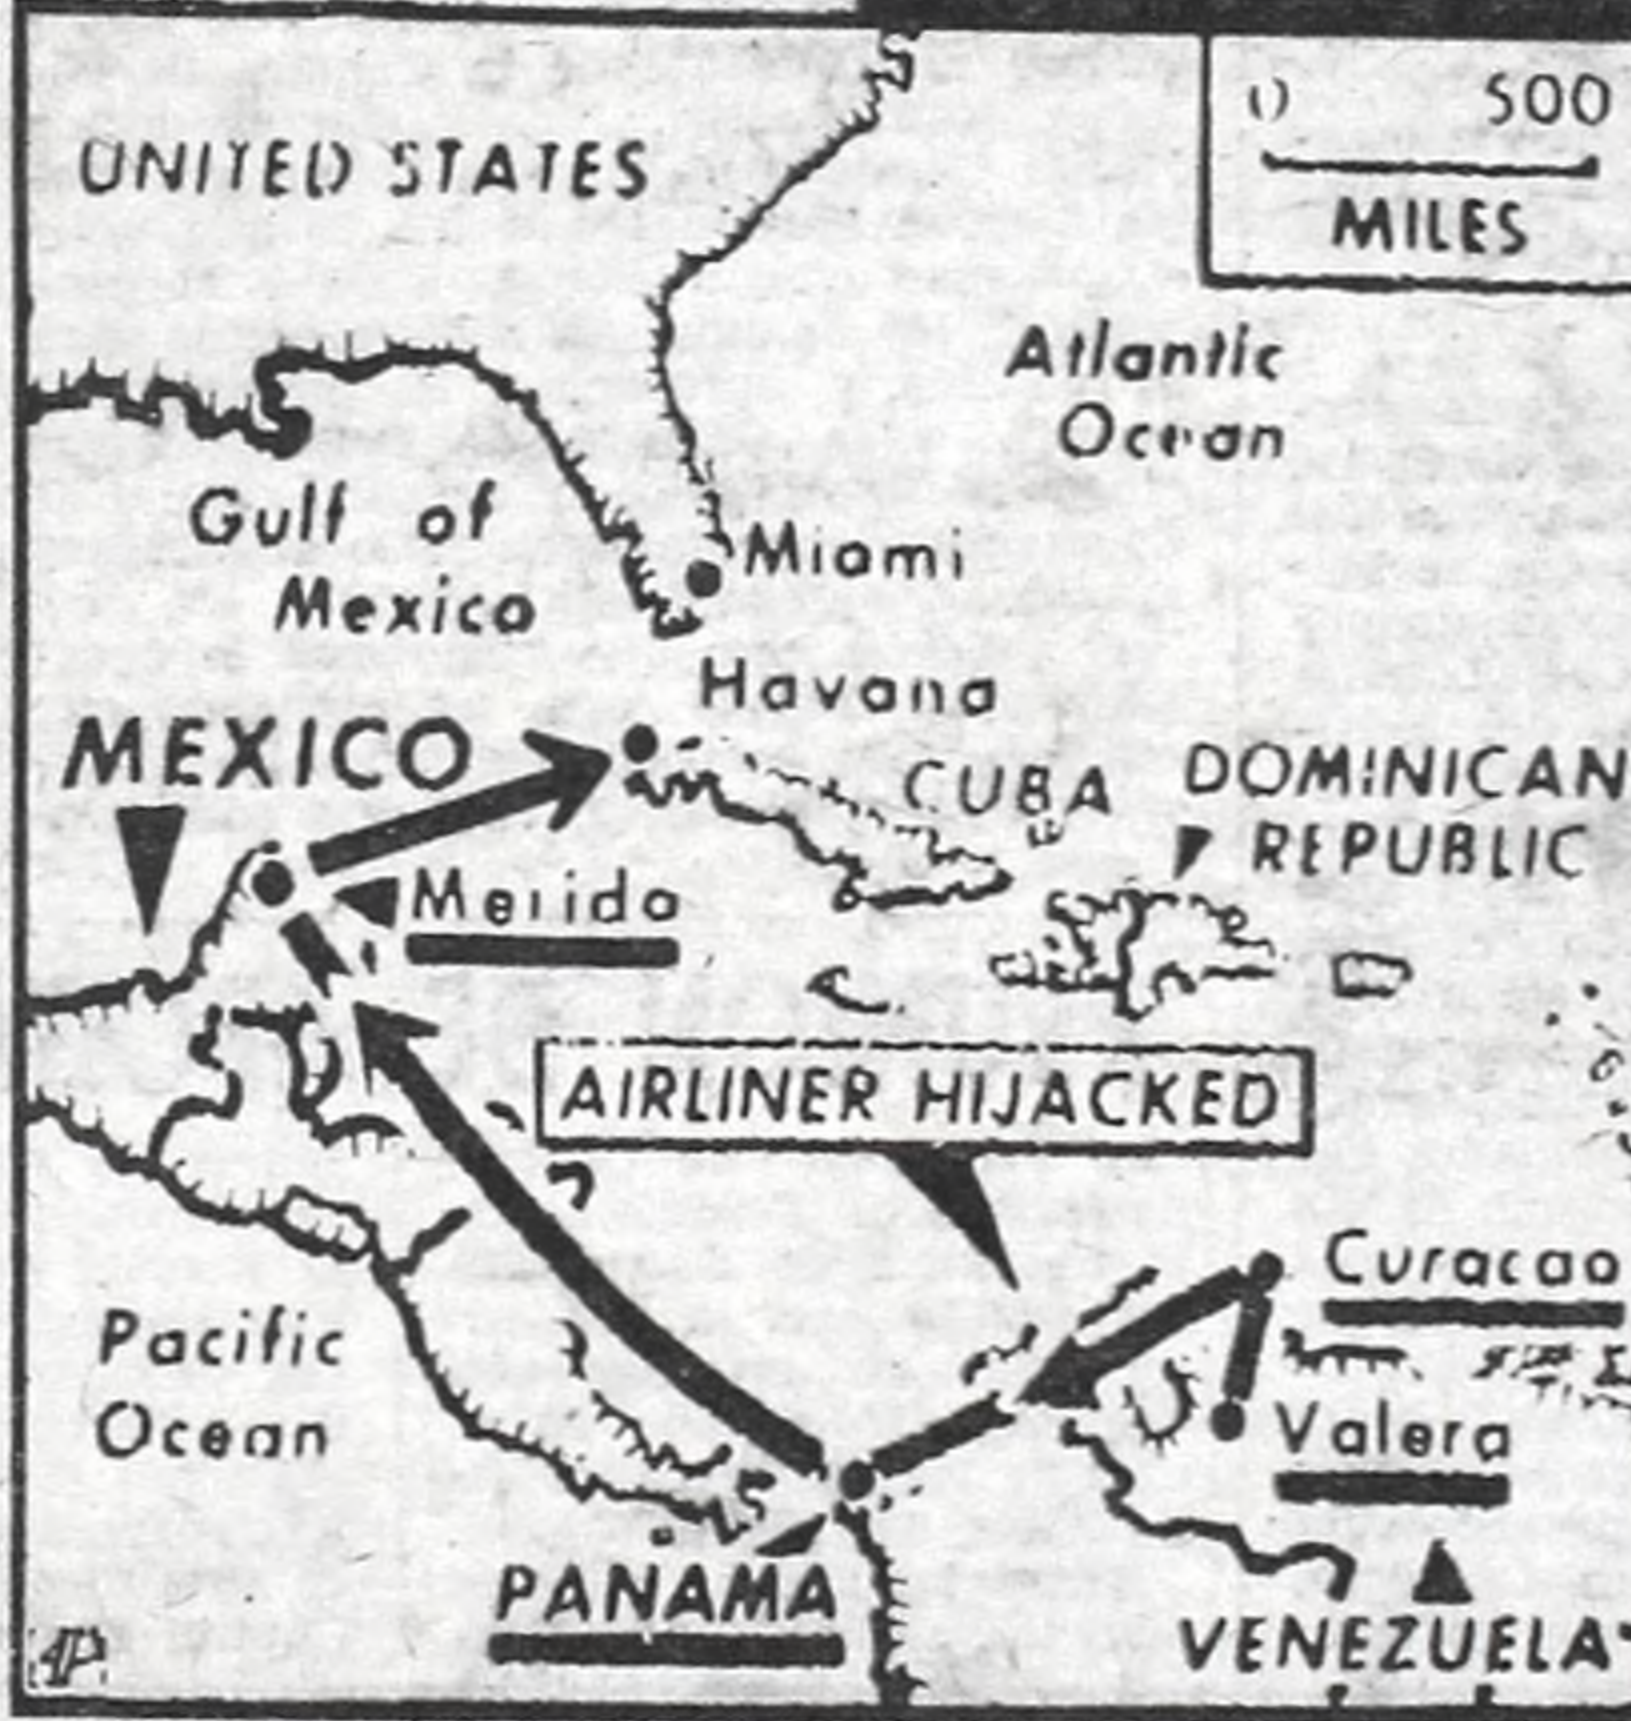 0 500
MILES
UNITED STATES
Atlantic
Ocean
Gulf of
Mexico
Miami
Havana
MEXICO
CUBA
DOMINICAN
REPUBLIC
Merida
AIRLINER HIJACKED
Curacao
Pacific
Ocean
Valera
PANAMA
VENEZUELA
AP